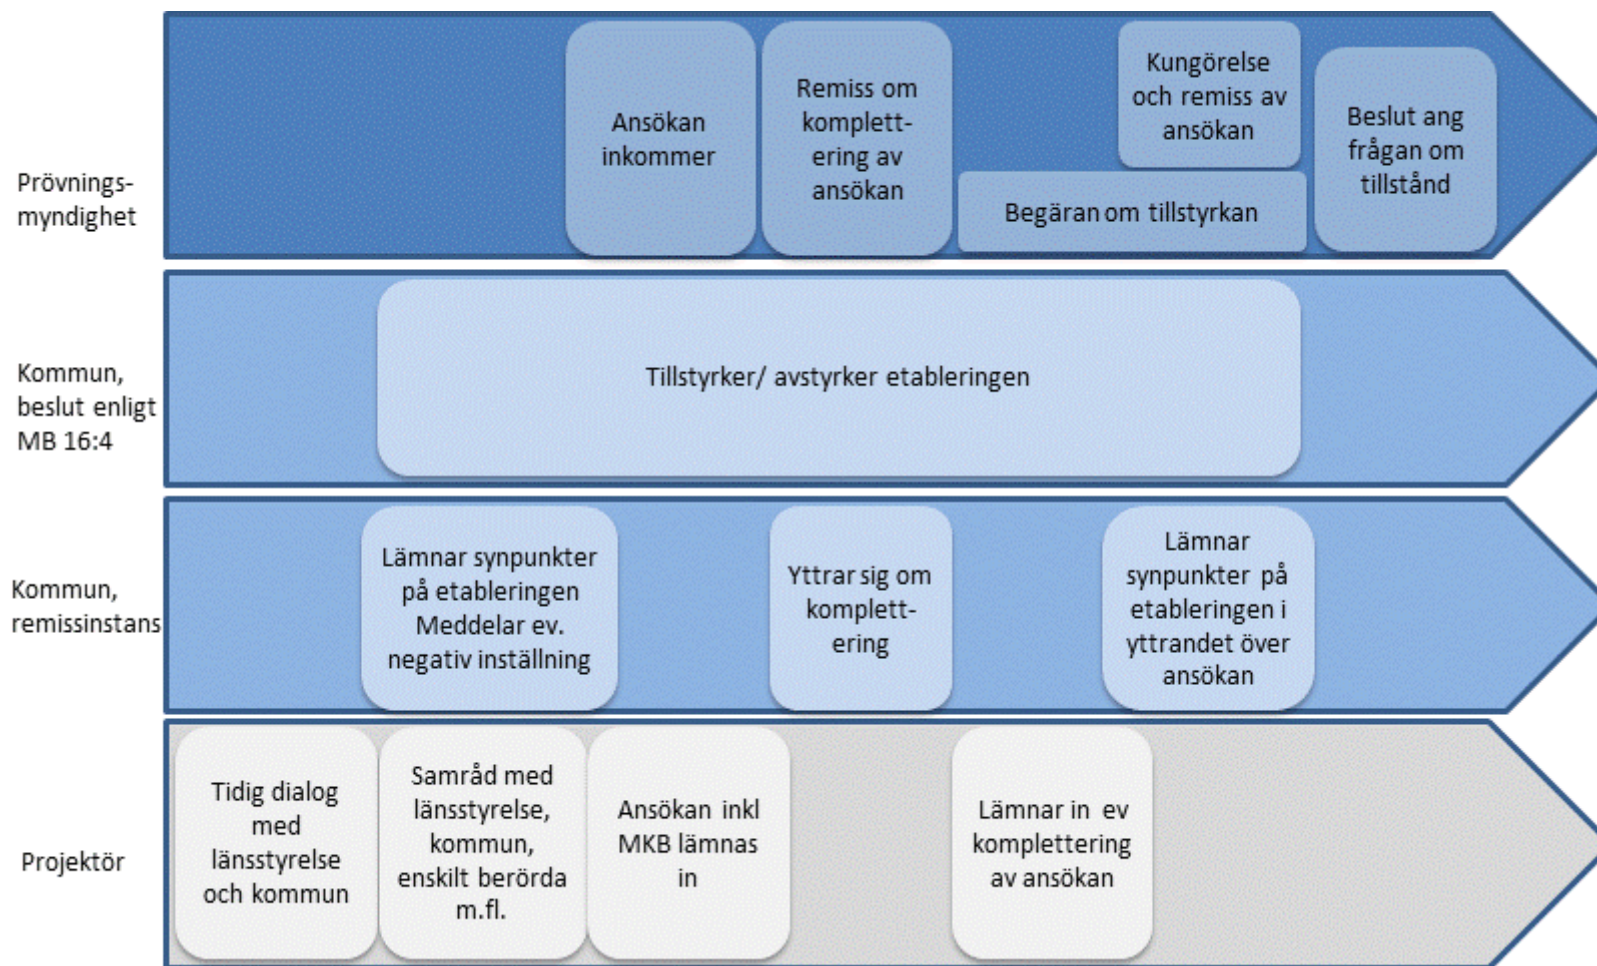 Prövnings-
myndighet
Ansökan
inkommer
Remiss om
komplett-
ering av
ansökan
Kungörelse
och remiss av
ansökan
Begäran om tillstyrkan
Beslut ang
frågan om
tillstånd
Kommun,
beslut enligt
MB 16:4
Tillstyrker/ avstyrker etableringen
Kommun,
remissinstans
Lämnar synpunkter
på etableringen
Meddelar ev.
negativ inställning
Yttrar sig om
komplett-
ering
Lämnar
synpunkter på
etableringen i
yttrandet över
ansökan
Projektör
Tidig dialog
med
länsstyrelse
och kommun
Samråd med
länsstyrelse,
kommun,
enskilt berörda
m.fl.
Ansökan inkl
MKB lämnas
in
Lämnar in ev
komplettering
av ansökan